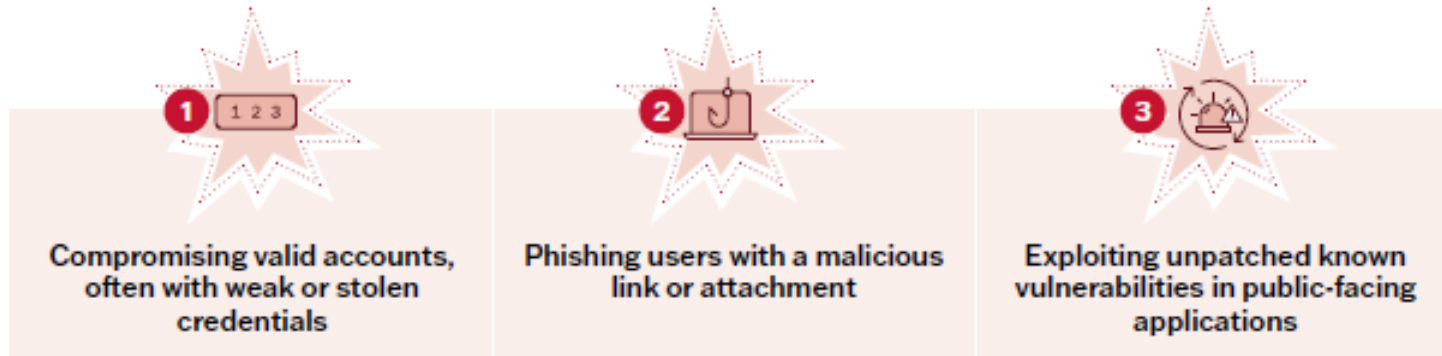 1
1 2 3
Compromising valid accounts,
often with weak or stolen
credentials
2
Phishing users with a malicious
link or attachment
3
Exploiting unpatched known
vulnerabilities in public-facing
applications